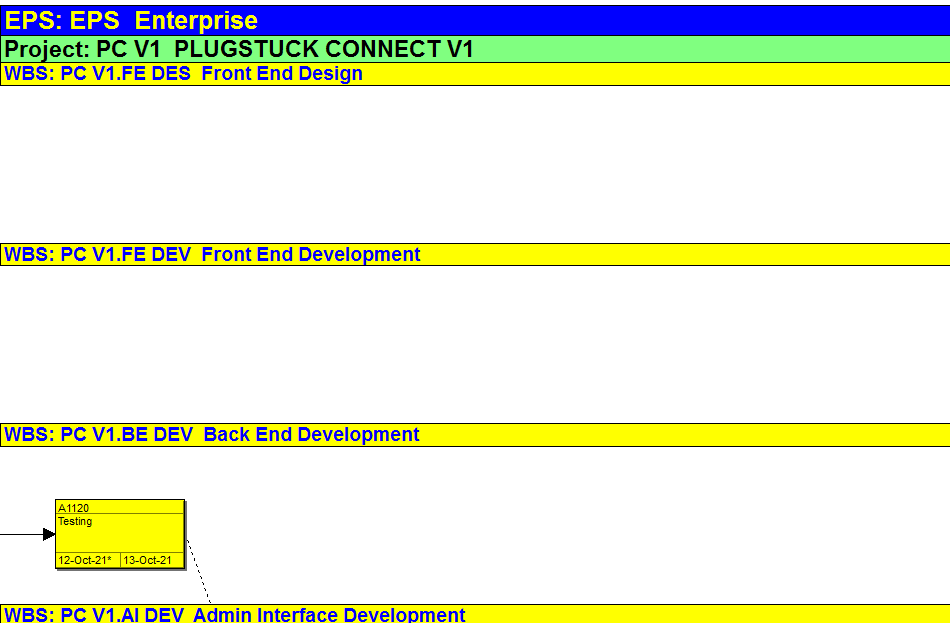 EPS: EPS  Enterprise
Project: PC V1  PLUGSTUCK CONNECT V1
WBS: PC V1.FE DES  Front End Design
WBS: PC V1.FE DEV  Front End Development
WBS: PC V1.BE DEV  Back End Development
A1120
Testing
12-Oct-21* 13-Oct-21
WBS: PC V1.AI DEV  Admin Interface Development